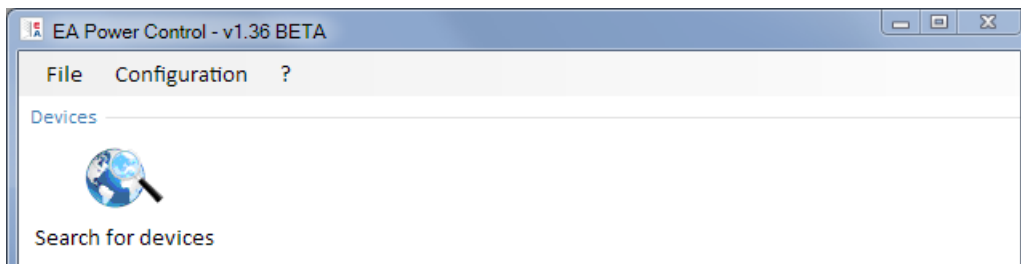 EA Power Control - v1.36 BETA
File Configuration ?
Devices
Search for devices